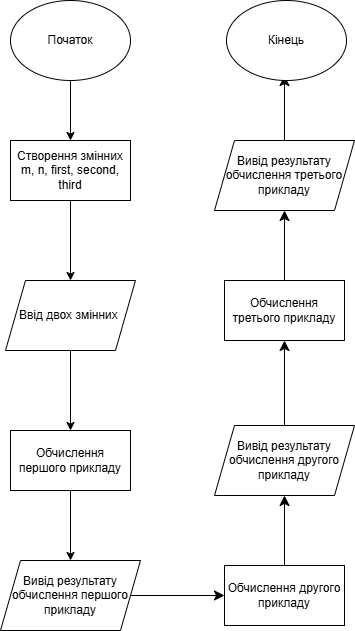 Початок
Створення змінних
m, n, first, second,
third
Ввід двох змінних
Обчислення
першого прикладу
Вивід результату
обчислення першого
прикладу
Обчислення другого
прикладу
Вивід результату
обчислення другого
прикладу
Обчислення
третього прикладу
Вивід результату
обчислення третього
прикладу
Кінець